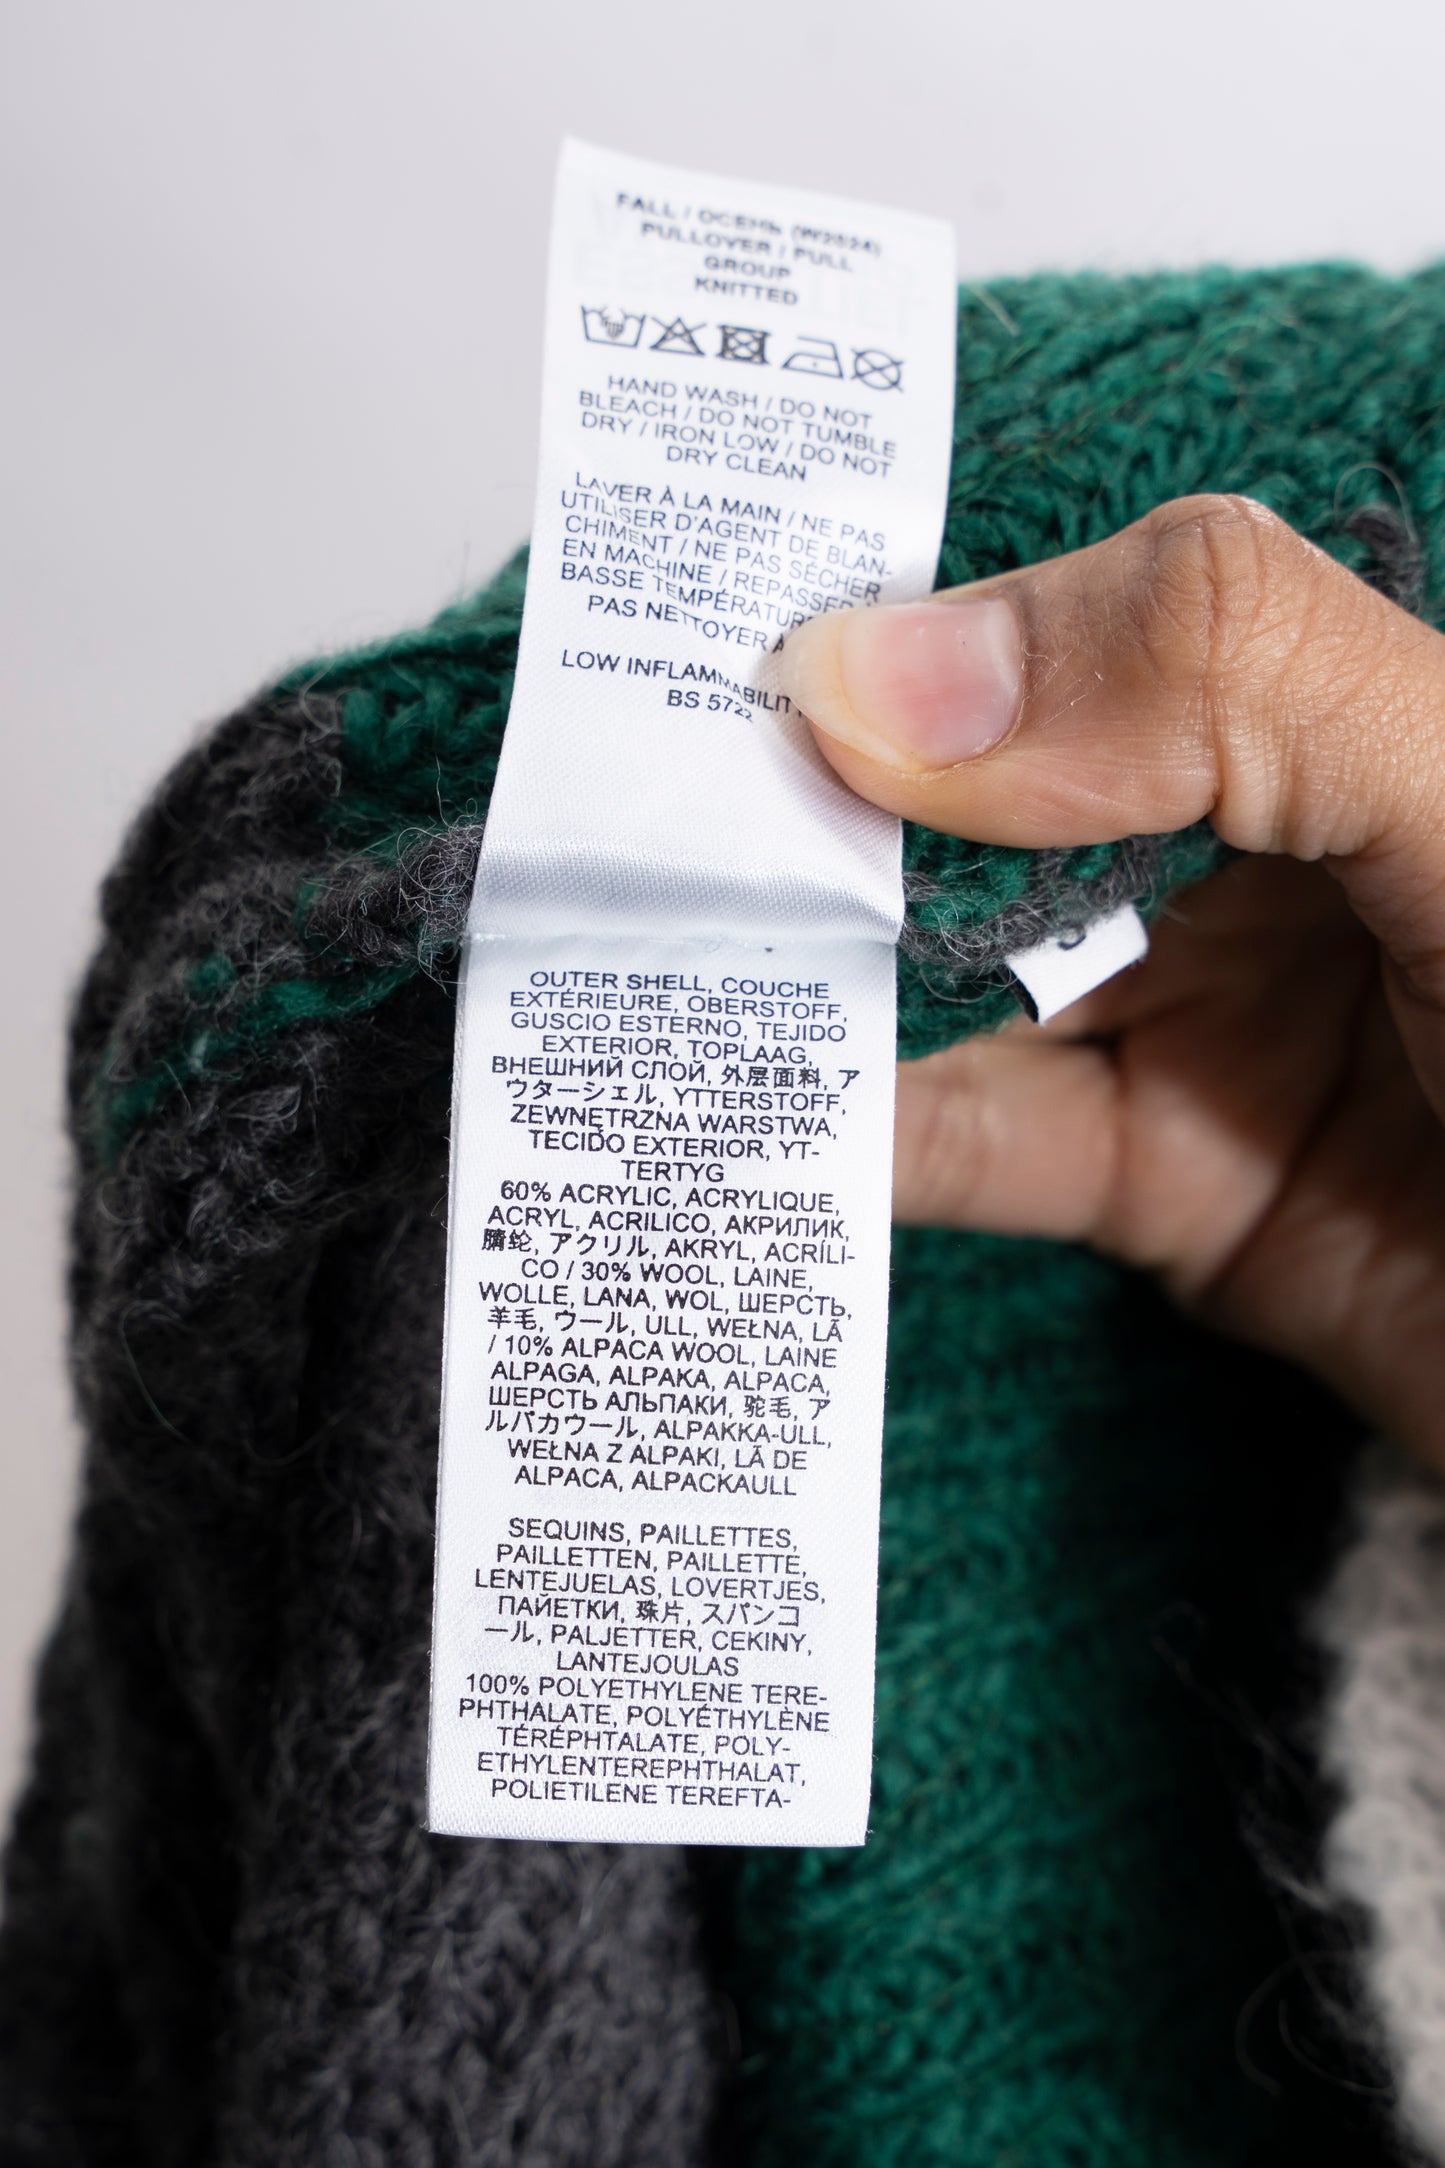 FALL / ОСЕНЬ (W2024)
PULLOVER / PULL
GROUP
KNITTED
HAND WASH / DO NOT
BLEACH / DO NOT TUMBLE
DRY / IRON LOW / DO NOT
DRY CLEAN
LAVER À LA MAIN / NE PAS
UTILISER D'AGENT DE BLAN-
CHIMENT / NE PAS SÉCHER
EN MACHINE / REPASSER
BASSE TEMPÉRATURE
PAS NETTOYER
LOW INFLAMMABILITY
BS 5722
OUTER SHELL, COUCHE
EXTÉRIEURE, OBERSTOFF,
GUSCIO ESTERNO, TEJIDO
EXTERIOR, TOPLAAG,
ВНЕШНИЙ СЛОЙ, 外层面料, ア
ウターシェル, YTTERSTOFF,
ZEWNĘTRZNA WARSTWA,
TECIDO EXTERIOR, YT-
TERTYG
60% ACRYLIC, ACRYLIQUE,
ACRYL, ACRILICO, АКРИЛИК,
腈纶, アクリル, AKRYL, ACRÍLI-
CO / 30% WOOL, LAINE,
WOLLE, LANA, WOL, ШЕРСТЬ,
羊毛, ウール, ULL, WEŁNA, LÃ
/ 10% ALPACA WOOL, LAINE
ALPAGA, ALPAKA, ALPACA,
ШЕРСТЬ АЛЬПАКИ, 驼毛, ア
ルパカウール, ALPAKKA-ULL,
WEŁNA Z ALPAKI, LÃ DE
ALPACA, ALPACKAULL
SEQUINS, PAILLETTES,
PAILLETTEN, PAILLETTE,
LENTEJUELAS, LOVERTJES,
ПАЙЕТКИ, 珠片, スパンコ
ール, PALJETTER, CEKINY,
LANTEJOULAS
100% POLYETHYLENE TERE-
PHTHALATE, POLYÉTHYLÈNE
TÉRÉPHTALATE, POLY-
ETHYLENTEREPHTHALAT,
POLIETILENE TEREFTA-